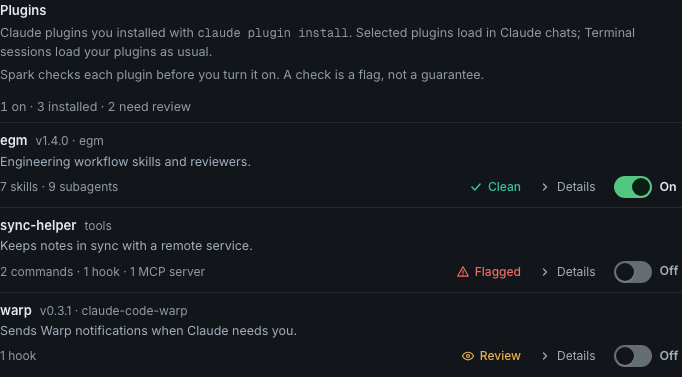 Plugins
Claude plugins you installed with claude plugin install. Selected plugins load in Claude chats; Terminal
sessions load your plugins as usual.
Spark checks each plugin before you turn it on. A check is a flag, not a guarantee.
1 on · 3 installed · 2 need review
egm v1.4.0 · egm
Engineering workflow skills and reviewers.
7 skills · 9 subagents Clean Details On
sync-helper tools
Keeps notes in sync with a remote service.
2 commands · 1 hook · 1 MCP server Flagged Details Off
warp v0.3.1 · claude-code-warp
Sends Warp notifications when Claude needs you.
1 hook Review Details Off